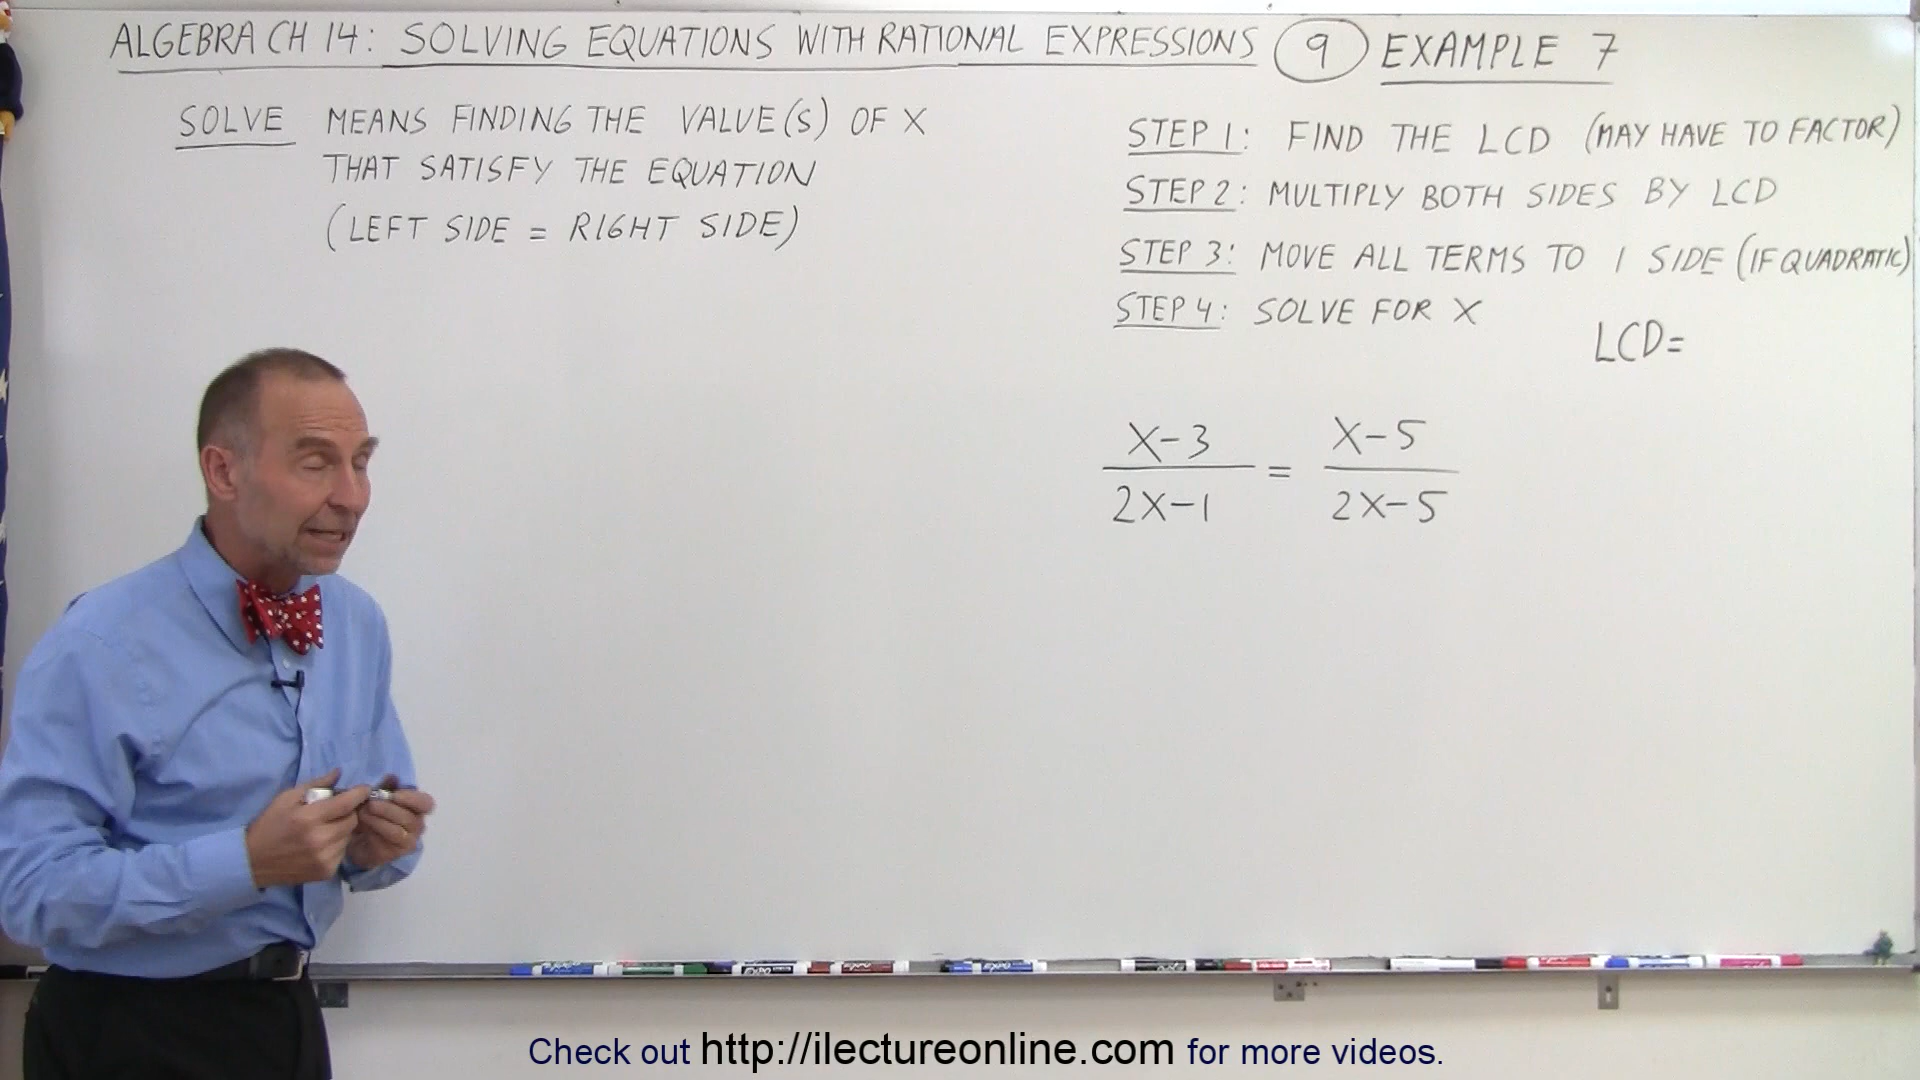 ALGEBRA CH 14: SOLVING EQUATIONS WITH RATIONAL EXPRESSIONS 9 EXAMPLE 7
SOLVE MEANS FINDING THE VALUE(S) OF X
THAT SATISFY THE EQUATION
(LEFT SIDE = RIGHT SIDE)
STEP 1: FIND THE LCD (MAY HAVE TO FACTOR)
STEP 2: MULTIPLY BOTH SIDES BY LCD
STEP 3: MOVE ALL TERMS TO 1 SIDE (IF QUADRATIC)
STEP 4: SOLVE FOR X
LCD=
X-3 X-5
=
2X-1 2X-5
Check out http://ilectureonline.com for more videos.